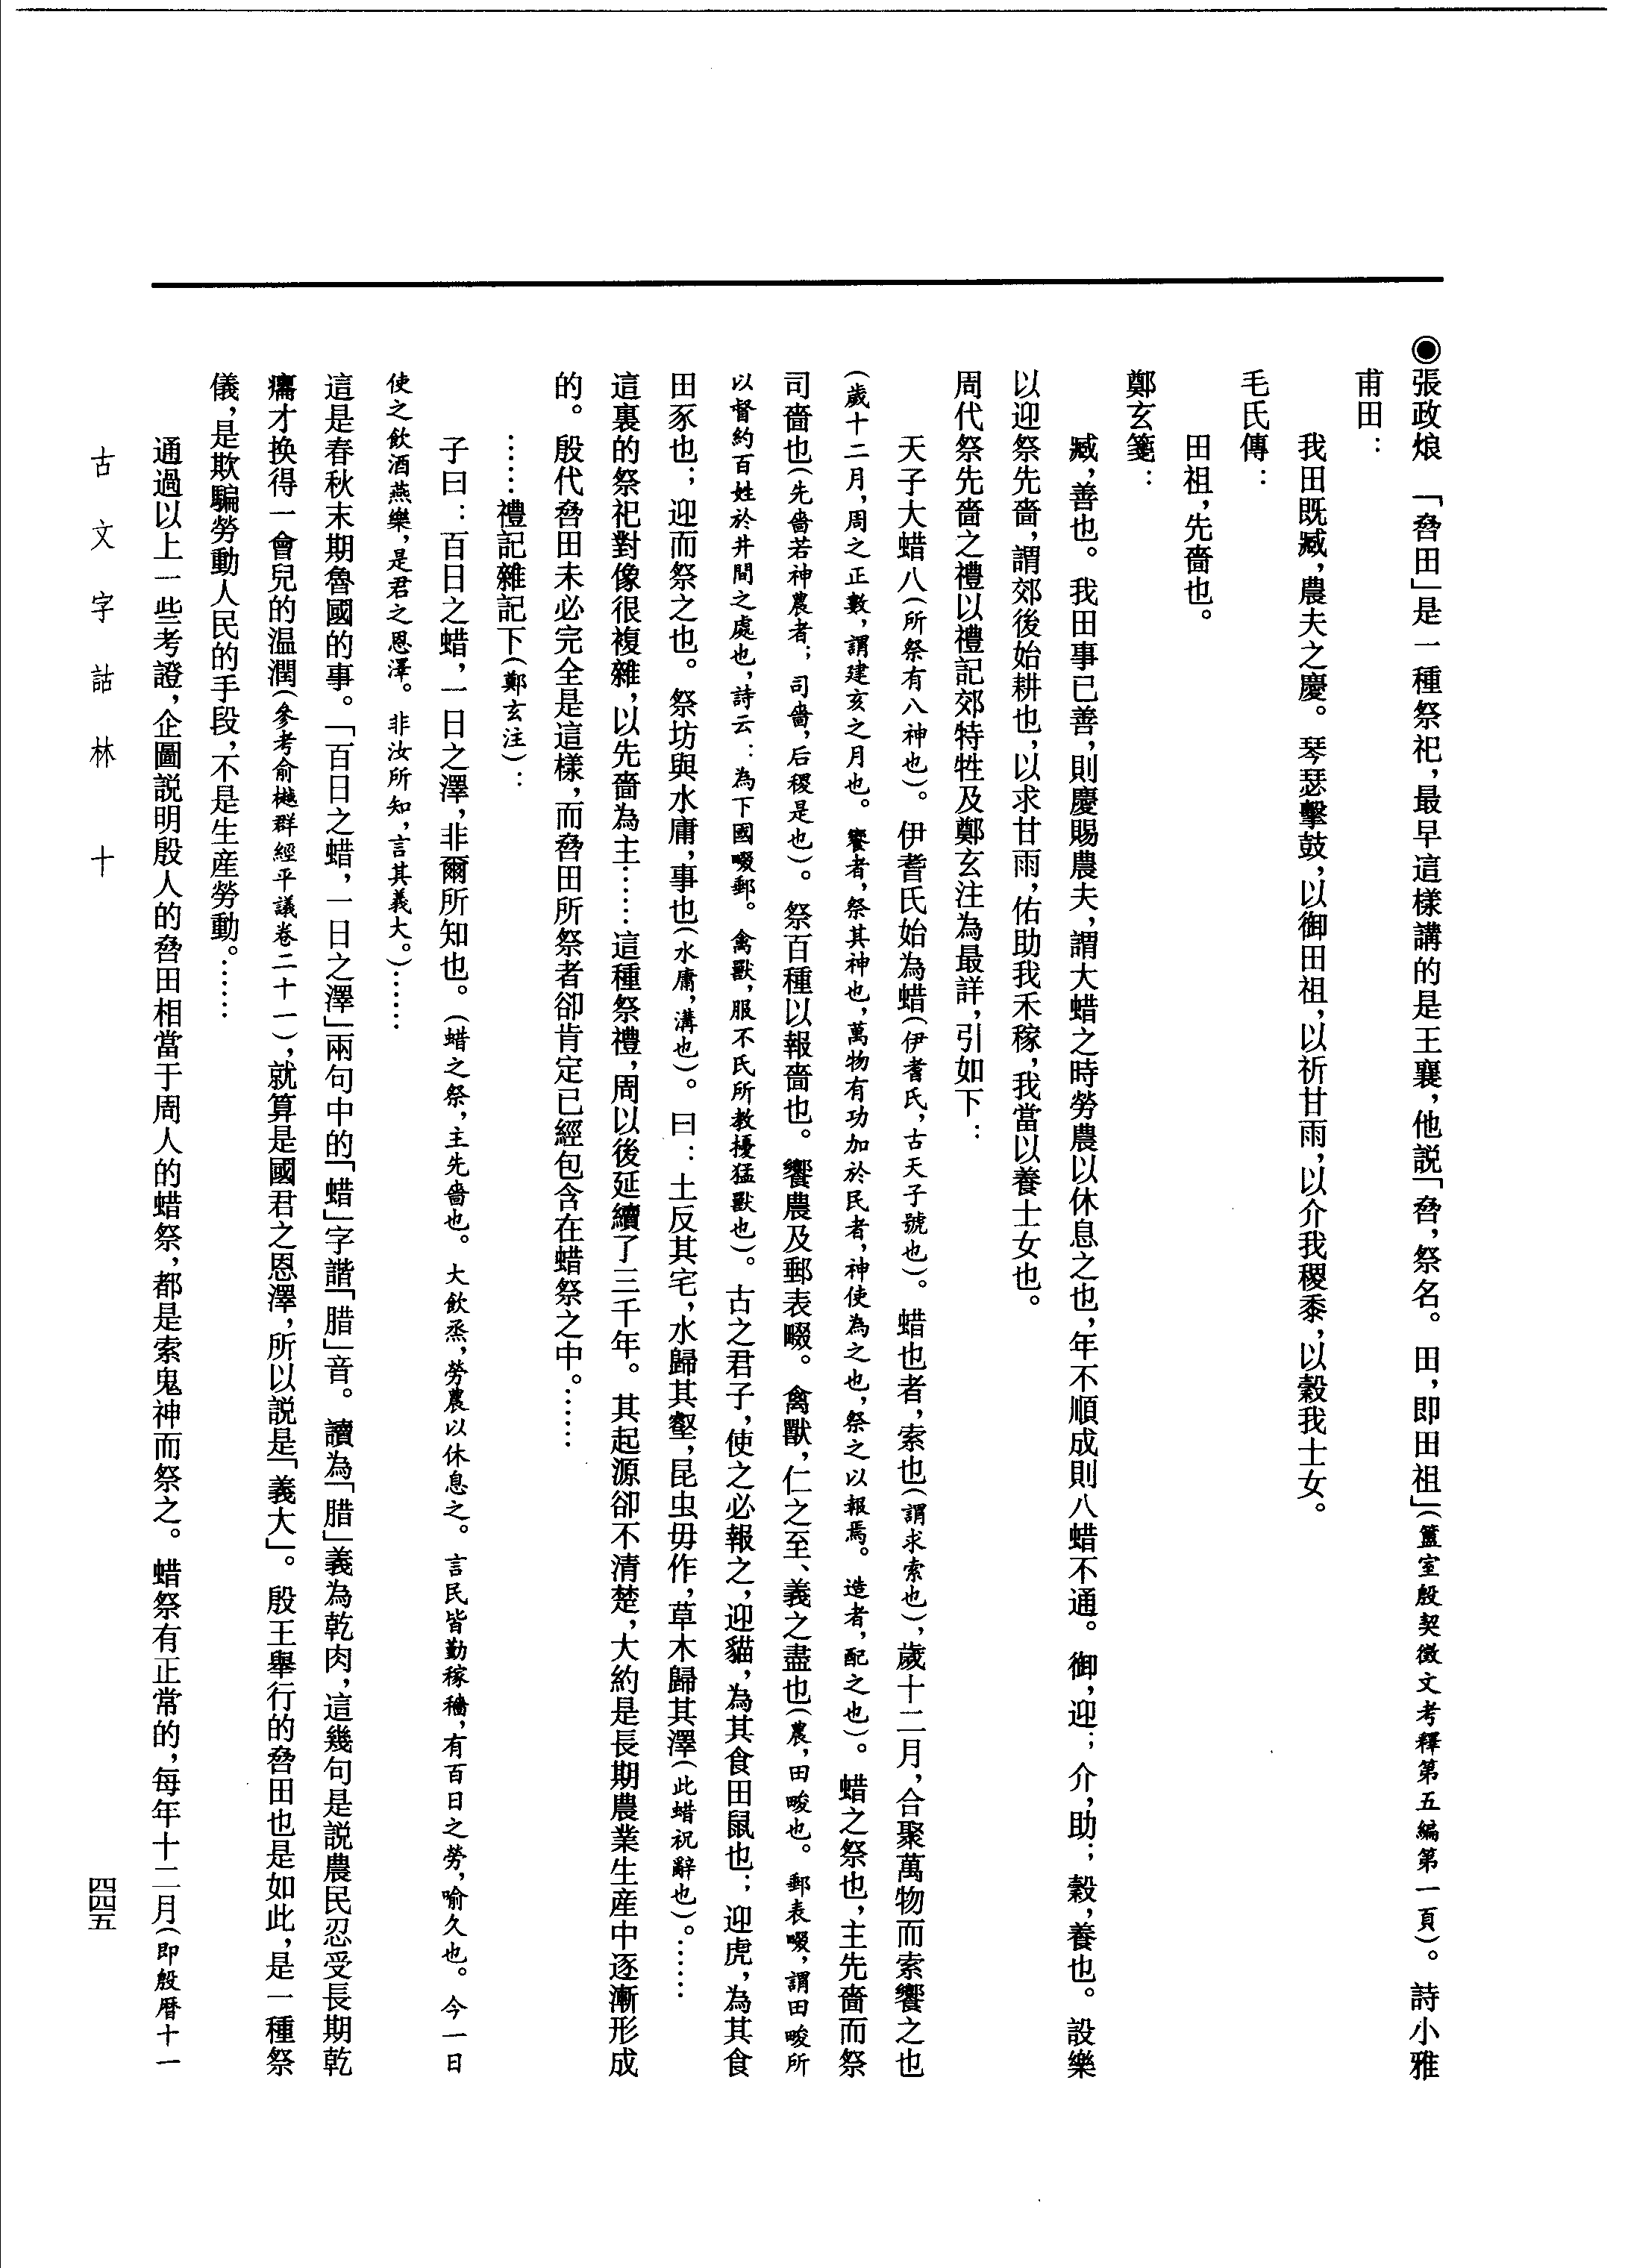 ◉張政烺　「叠田」是一種祭祀，最早這樣講的是王襄，他説「叠，祭名。田，即田祖」（簠室殷契徵文考釋第五編第一頁）。詩小雅
甫田：
我田既臧，農夫之慶。琴瑟擊鼓，以御田祖，以祈甘雨，以介我稷黍，以穀我士女。
毛氏傳：
田祖，先嗇也。
鄭玄箋：
臧，善也。我田事已善，則慶賜農夫，謂大蜡之時勞農以休息之也，年不順成則八蜡不通。御，迎；介，助；穀，養也。設樂
以迎祭先嗇，謂郊後始耕也，以求甘雨，佑助我禾稼，我當以養士女也。
周代祭先嗇之禮以禮記郊特牲及鄭玄注為最詳，引如下：
天子大蜡八（所祭有八神也）。伊耆氏始為蜡（伊耆氏，古天子號也）。蜡也者，索也（謂求索也），歲十二月，合聚萬物而索饗之也
（歲十二月，周之正數，謂建亥之月也。饗者，祭其神也，萬物有功加於民者，神使為之也，祭之以報焉。造者，配之也）。蜡之祭也，主先嗇而祭
司嗇也（先嗇若神農者；司嗇，后稷是也）。祭百種以報嗇也。饗農及郵表畷。禽獸，仁之至、義之盡也（農，田畯也。郵表畷，謂田畯所
以督約百姓於井間之處也，詩云：為下國畷郵。禽獸，服不氏所教擾猛獸也）。古之君子，使之必報之，迎貓，為其食田鼠也；迎虎，為其食
田豕也；迎而祭之也。祭坊與水庸，事也（水庸，溝也）。曰：土反其宅，水歸其壑，昆虫毋作，草木歸其澤（此蜡祝辭也）。……
這裏的祭祀對像很複雜，以先嗇為主……這種祭禮，周以後延續了三千年。其起源卻不清楚，大約是長期農業生産中逐漸形成
的。殷代叠田未必完全是這樣，而叠田所祭者卻肯定已經包含在蜡祭之中。……
……禮記雜記下（鄭玄注）：
子曰：百日之蜡，一日之澤，非爾所知也。（蜡之祭，主先嗇也。大飲烝，勞農以休息之。言民皆勤稼穡，有百日之勞，喻久也。今一日
使之飲酒燕樂，是君之恩澤。非汝所知，言其義大。）……
這是春秋末期魯國的事。「百日之蜡，一日之澤」兩句中的「蜡」字諧「腊」音。讀為「腊」義為乾肉，這幾句是説農民忍受長期乾
癟才换得一會兒的温潤（參考俞樾群經平議卷二十一），就算是國君之恩澤，所以説是「義大」。殷王舉行的叠田也是如此，是一種祭
儀，是欺騙勞動人民的手段，不是生産勞動。……
通過以上一些考證，企圖説明殷人的叠田相當于周人的蜡祭，都是索鬼神而祭之。蜡祭有正常的，每年十二月（即殷曆十一
古文字詁林　十
四四五